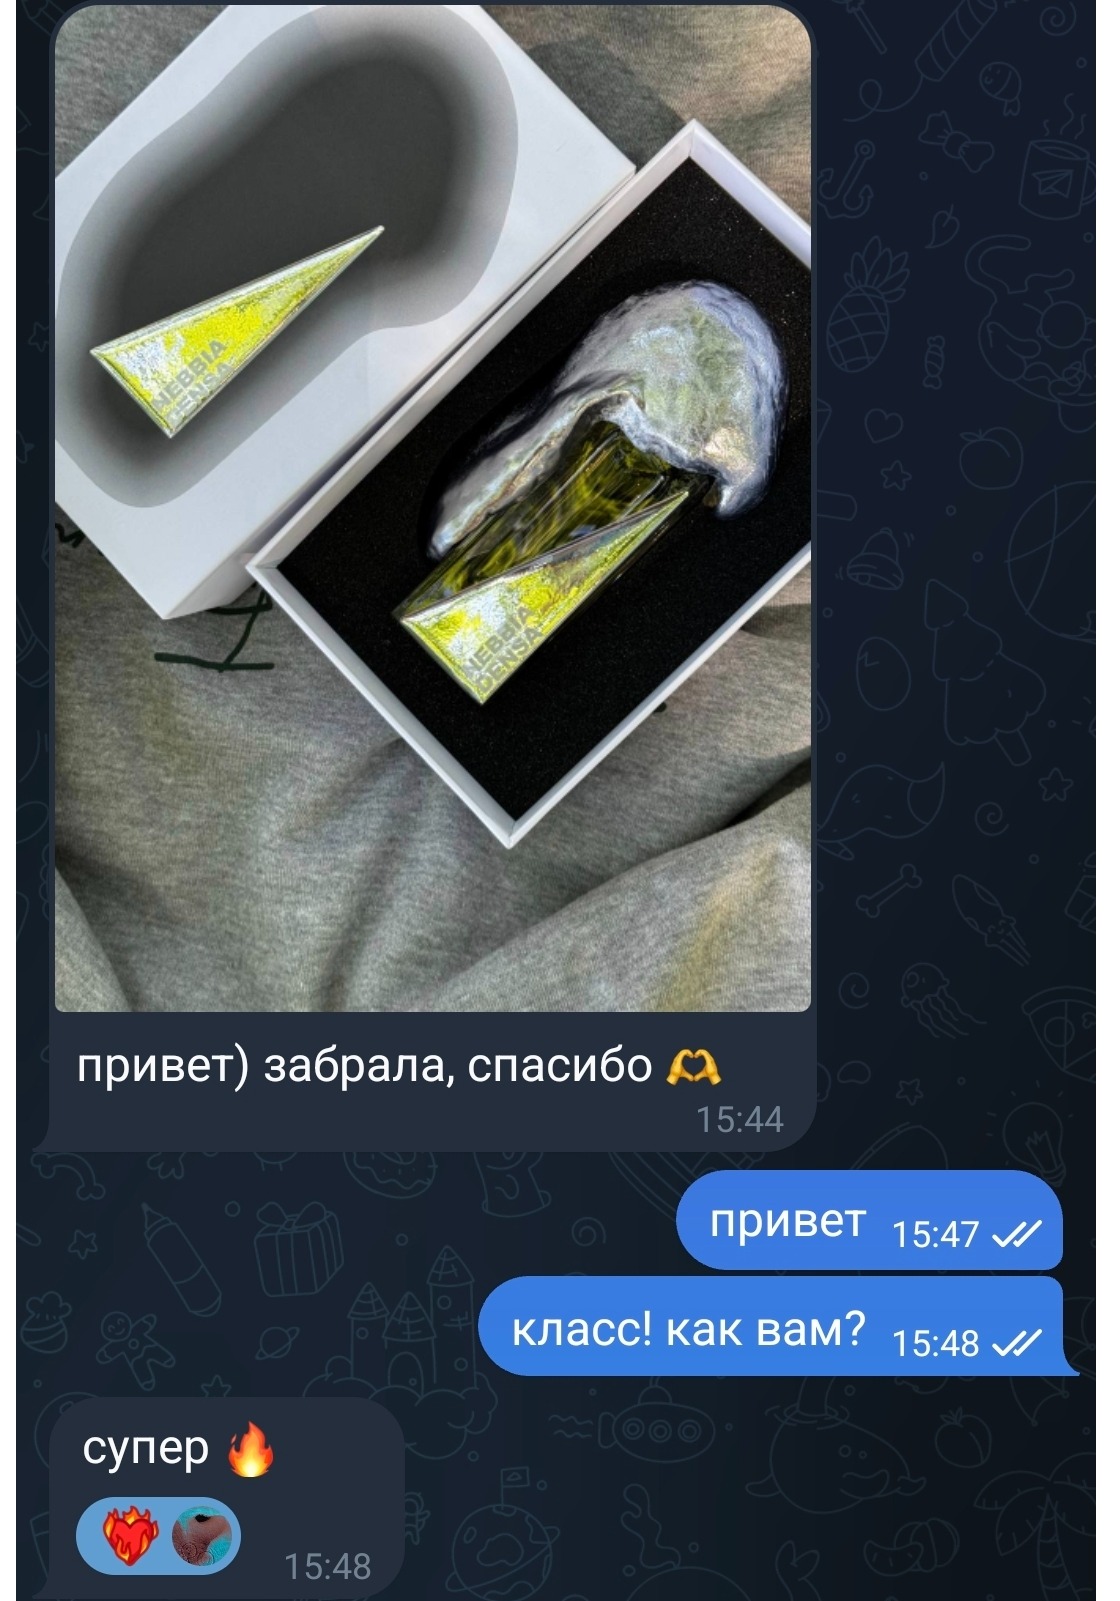 NEBBIA
DENSA
NEBBIA
DENSA
привет) забрала, спасибо 🫶
15:44
привет 15:47
класс! как вам? 15:48
супер 🔥
15:48